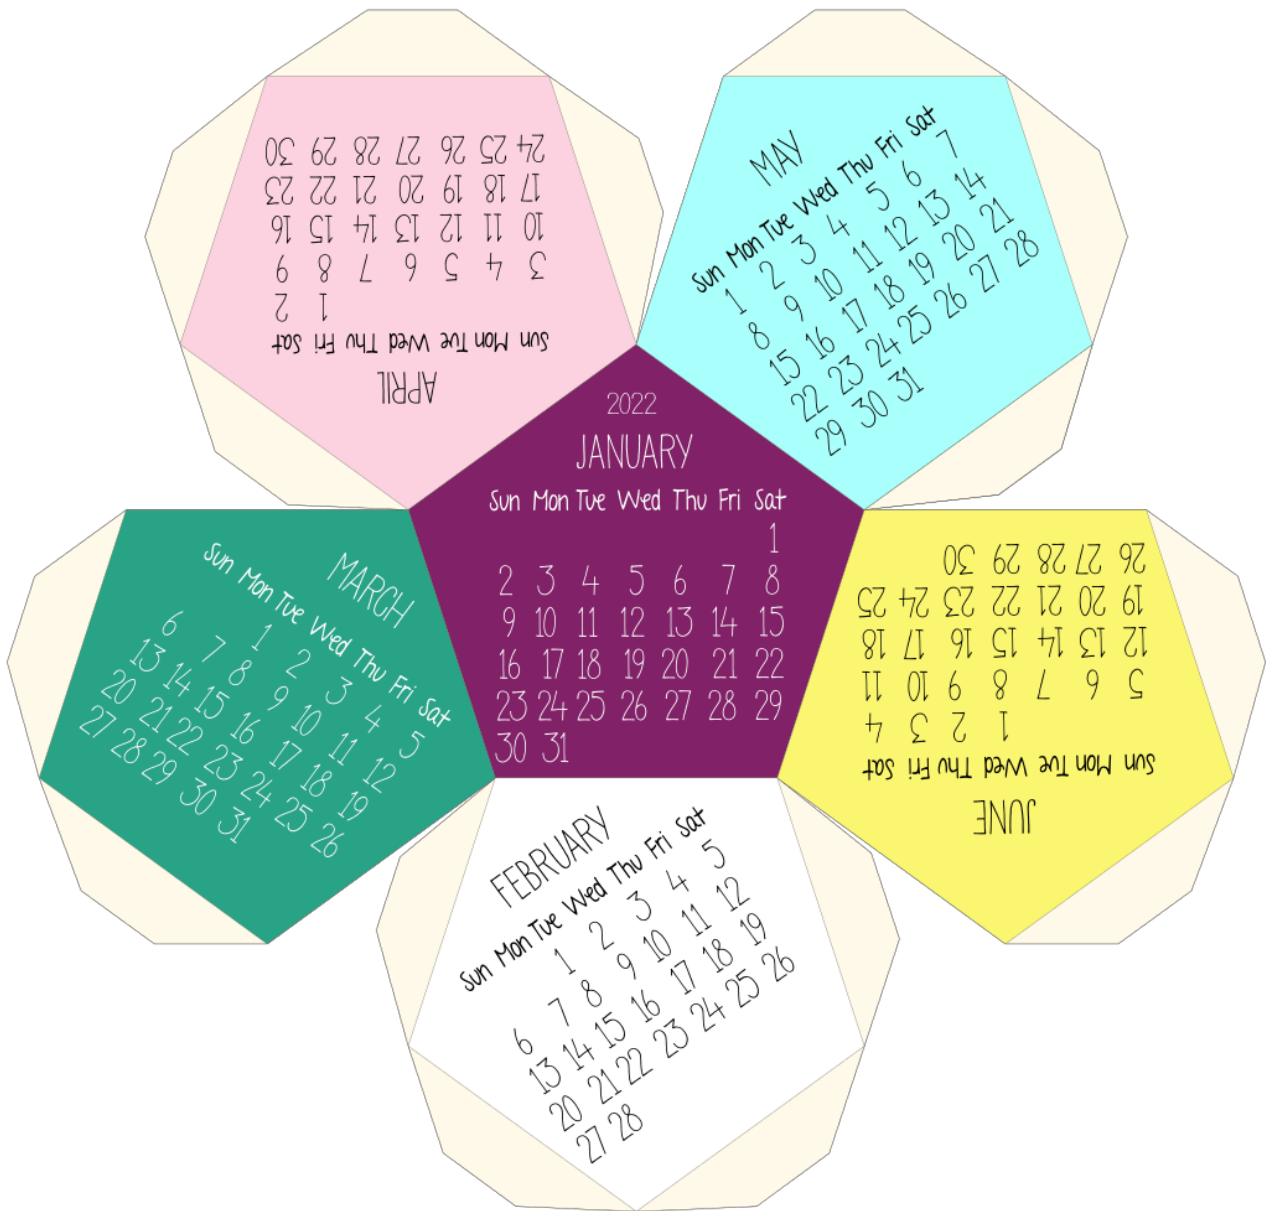 2022
JANUARY
Sun Mon Tue Wed Thu Fri Sat
1
2 3 4 5 6 7 8
9 10 11 12 13 14 15
16 17 18 19 20 21 22
23 24 25 26 27 28 29
30 31
FEBRUARY
Sun Mon Tue Wed Thu Fri Sat
1 2 3 4 5
6 7 8 9 10 11 12
13 14 15 16 17 18 19
20 21 22 23 24 25 26
27 28
MARCH
Sun Mon Tue Wed Thu Fri Sat
1 2 3 4 5
6 7 8 9 10 11 12
13 14 15 16 17 18 19
20 21 22 23 24 25 26
27 28 29 30 31
APRIL
Sun Mon Tue Wed Thu Fri Sat
1 2
3 4 5 6 7 8 9
10 11 12 13 14 15 16
17 18 19 20 21 22 23
24 25 26 27 28 29 30
MAY
Sun Mon Tue Wed Thu Fri Sat
1 2 3 4 5 6 7
8 9 10 11 12 13 14
15 16 17 18 19 20 21
22 23 24 25 26 27 28
29 30 31
JUNE
Sun Mon Tue Wed Thu Fri Sat
1 2 3 4
5 6 7 8 9 10 11
12 13 14 15 16 17 18
19 20 21 22 23 24 25
26 27 28 29 30